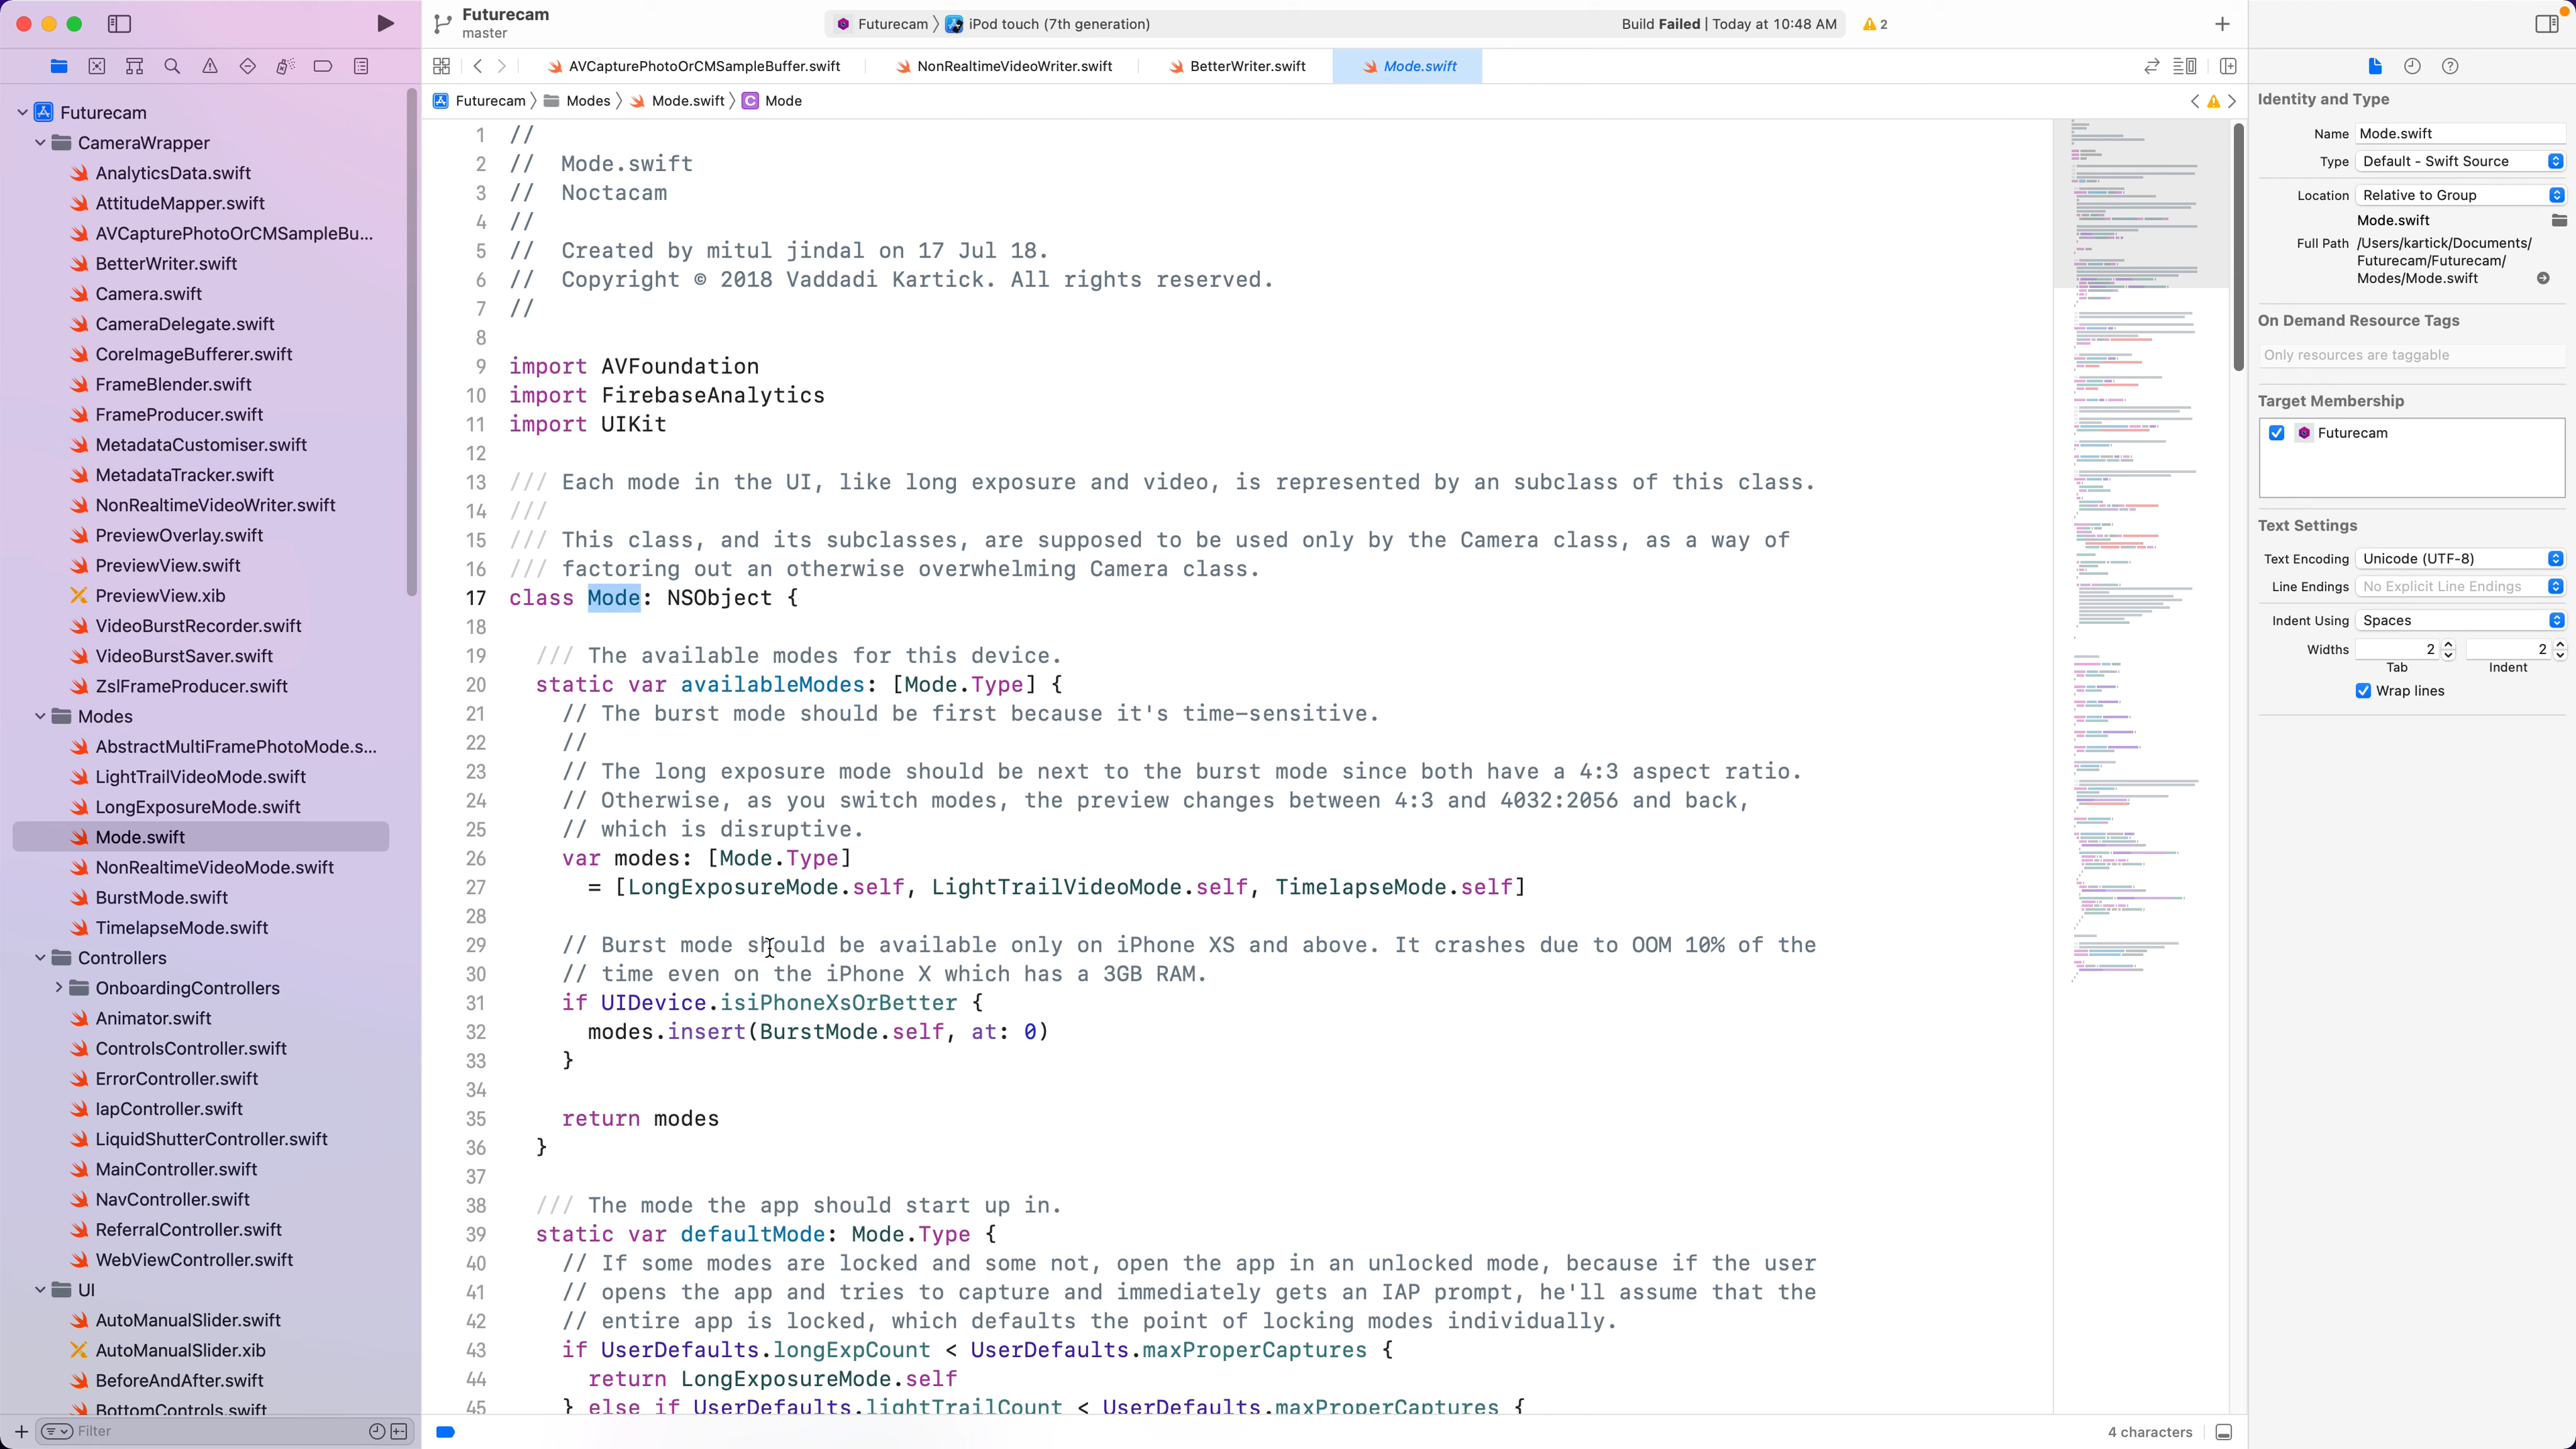 Futurecam
master
Futurecam
iPod touch (7th generation)
Build Failed | Today at 10:48 AM
2
AVCapturePhotoOrCMSampleBuffer.swift
NonRealtimeVideoWriter.swift
BetterWriter.swift
Mode.swift
Futurecam
Modes
Mode.swift
C
Mode
Futurecam
CameraWrapper
AnalyticsData.swift
AttitudeMapper.swift
AVCapturePhotoOrCMSampleBu...
BetterWriter.swift
Camera.swift
CameraDelegate.swift
CoreImageBufferer.swift
FrameBlender.swift
FrameProducer.swift
MetadataCustomiser.swift
MetadataTracker.swift
NonRealtimeVideoWriter.swift
PreviewOverlay.swift
PreviewView.swift
PreviewView.xib
VideoBurstRecorder.swift
VideoBurstSaver.swift
ZslFrameProducer.swift
Modes
AbstractMultiFramePhotoMode.s...
LightTrailVideoMode.swift
LongExposureMode.swift
Mode.swift
NonRealtimeVideoMode.swift
BurstMode.swift
TimelapseMode.swift
Controllers
OnboardingControllers
Animator.swift
ControlsController.swift
ErrorController.swift
IapController.swift
LiquidShutterController.swift
MainController.swift
NavController.swift
ReferralController.swift
WebViewController.swift
UI
AutoManualSlider.swift
AutoManualSlider.xib
BeforeAndAfter.swift
BottomControls.swift
Filter
1 //
2 //  Mode.swift
3 //  Noctacam
4 //
5 //  Created by mitul jindal on 17 Jul 18.
6 //  Copyright © 2018 Vaddadi Kartick. All rights reserved.
7 //
8
9 import AVFoundation
10 import FirebaseAnalytics
11 import UIKit
12
13 /// Each mode in the UI, like long exposure and video, is represented by an subclass of this class.
14 ///
15 /// This class, and its subclasses, are supposed to be used only by the Camera class, as a way of
16 /// factoring out an otherwise overwhelming Camera class.
17 class Mode: NSObject {
18
19   /// The available modes for this device.
20   static var availableModes: [Mode.Type] {
21     // The burst mode should be first because it's time-sensitive.
22     //
23     // The long exposure mode should be next to the burst mode since both have a 4:3 aspect ratio.
24     // Otherwise, as you switch modes, the preview changes between 4:3 and 4032:2056 and back,
25     // which is disruptive.
26     var modes: [Mode.Type]
27       = [LongExposureMode.self, LightTrailVideoMode.self, TimelapseMode.self]
28
29     // Burst mode should be available only on iPhone XS and above. It crashes due to OOM 10% of the
30     // time even on the iPhone X which has a 3GB RAM.
31     if UIDevice.isiPhoneXsOrBetter {
32       modes.insert(BurstMode.self, at: 0)
33     }
34
35     return modes
36   }
37
38   /// The mode the app should start up in.
39   static var defaultMode: Mode.Type {
40     // If some modes are locked and some not, open the app in an unlocked mode, because if the user
41     // opens the app and tries to capture and immediately gets an IAP prompt, he'll assume that the
42     // entire app is locked, which defaults the point of locking modes individually.
43     if UserDefaults.longExpCount < UserDefaults.maxProperCaptures {
44       return LongExposureMode.self
45     } else if UserDefaults.lightTrailCount < UserDefaults.maxProperCaptures {
4 characters
Identity and Type
Name Mode.swift
Type Default - Swift Source
Location Relative to Group
Mode.swift
Full Path /Users/kartick/Documents/
Futurecam/Futurecam/
Modes/Mode.swift
On Demand Resource Tags
Only resources are taggable
Target Membership
Futurecam
Text Settings
Text Encoding Unicode (UTF-8)
Line Endings No Explicit Line Endings
Indent Using Spaces
Widths 2 2
Tab Indent
Wrap lines